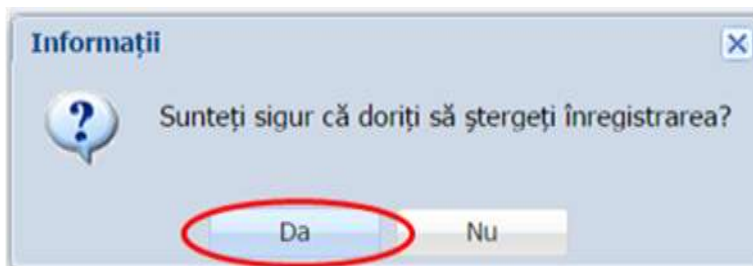 Informații
Sunteți sigur că doriți să ștergeți înregistrarea?
Da
Nu